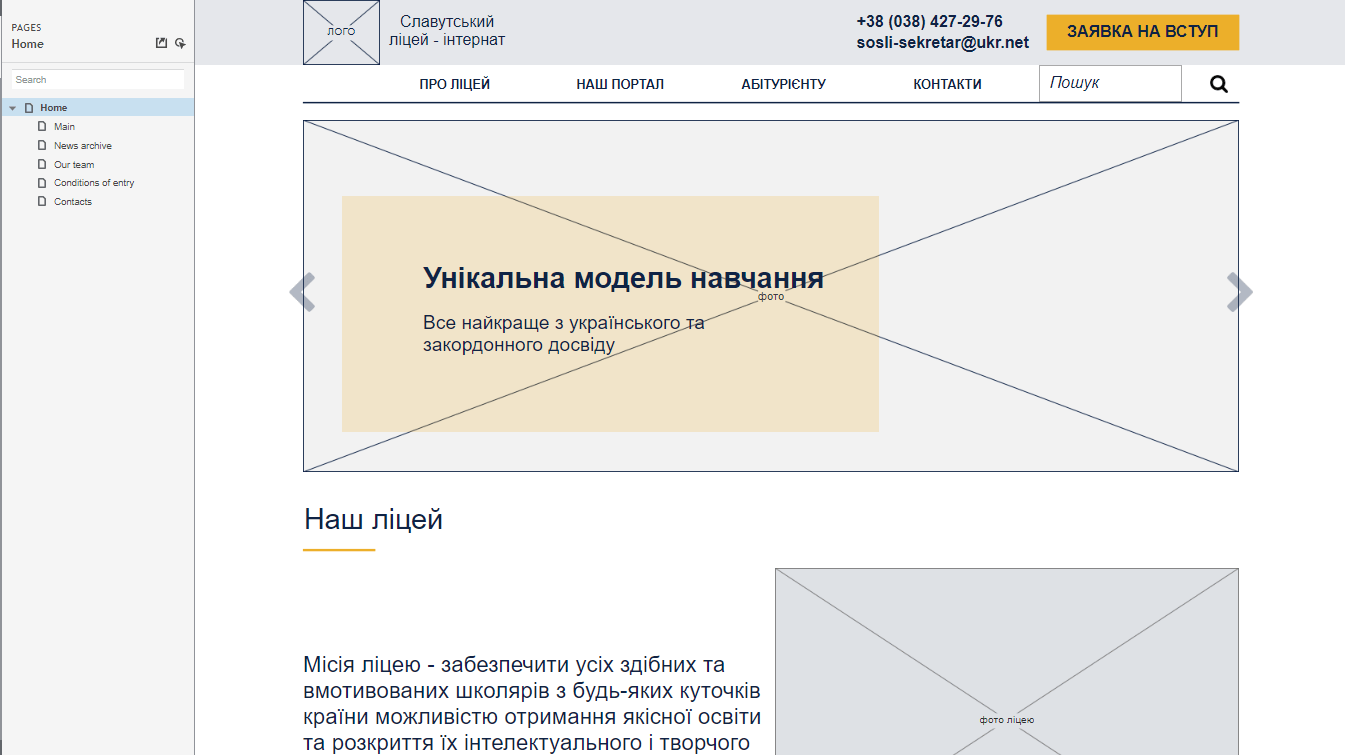 PAGES
Home
Search
Home
Main
News archive
Our team
Conditions of entry
Contacts
ЛОГО
Славутський
ліцей - інтернат
+38 (038) 427-29-76
sosli-sekretar@ukr.net
ЗАЯВКА НА ВСТУП
ПРО ЛІЦЕЙ
НАШ ПОРТАЛ
АБІТУРІЄНТУ
КОНТАКТИ
Пошук
Унікальна модель навчання
фото
Все найкраще з українського та
закордонного досвіду
Наш ліцей
Місія ліцею - забезпечити усіх здібних та
вмотивованих школярів з будь-яких куточків
країни можливістю отримання якісної освіти
та розкриття їх інтелектуального і творчого
фото ліцею